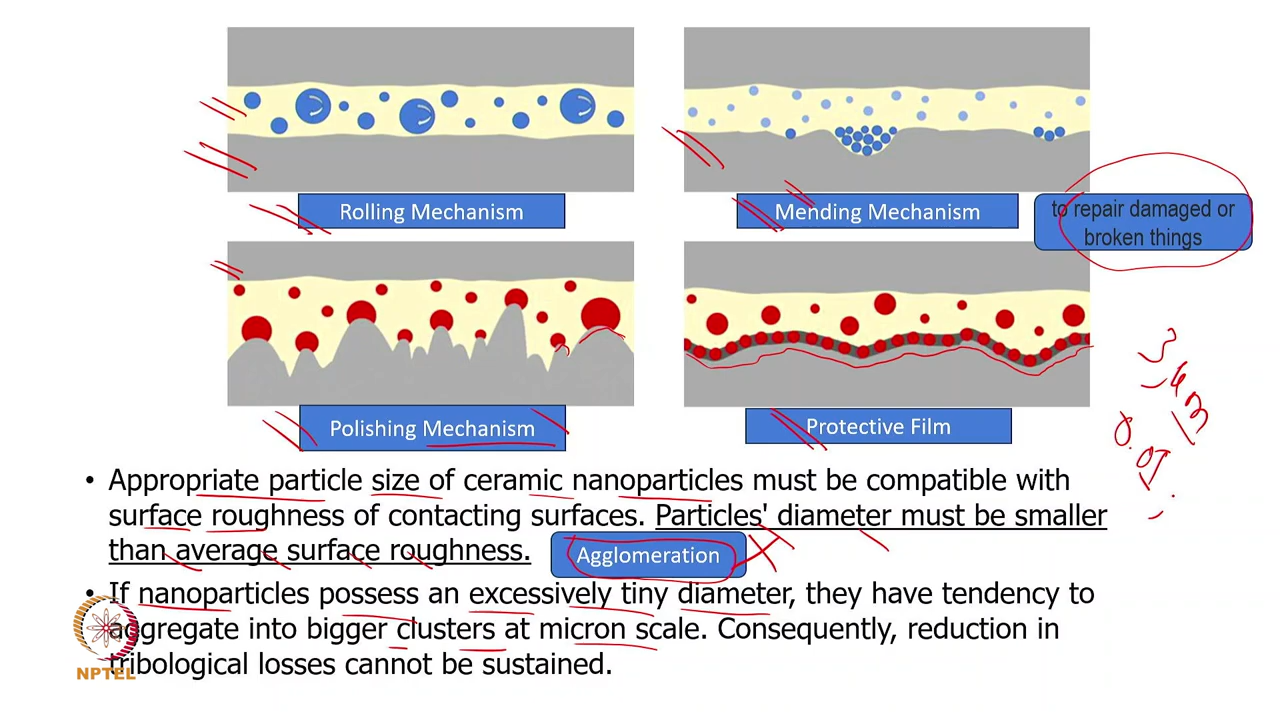 Rolling Mechanism
Mending Mechanism
to repair damaged or
broken things
Polishing Mechanism
Protective Film
• Appropriate particle size of ceramic nanoparticles must be compatible with
surface roughness of contacting surfaces. Particles' diameter must be smaller
than average surface roughness.
Agglomeration
• If nanoparticles possess an excessively tiny diameter, they have tendency to
aggregate into bigger clusters at micron scale. Consequently, reduction in
tribological losses cannot be sustained.
NPTEL